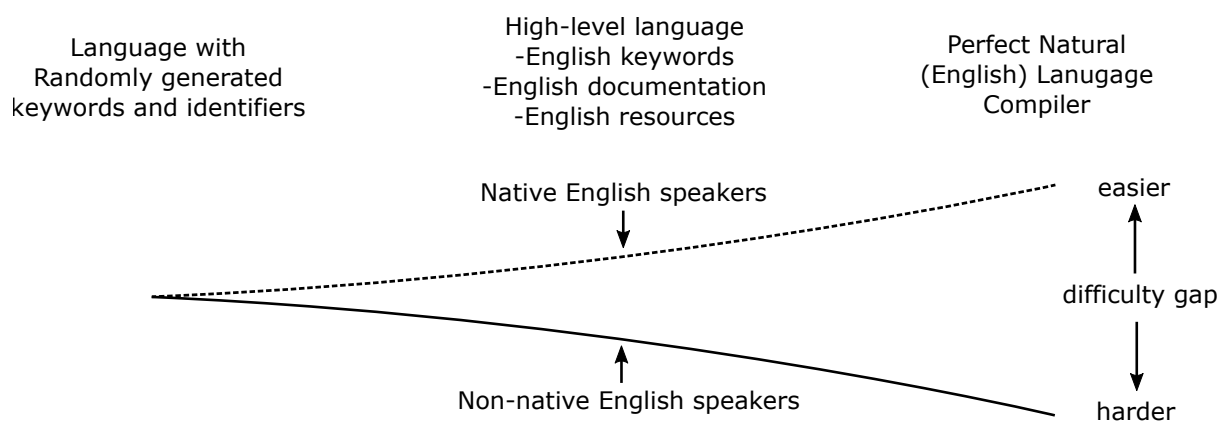 Language with
Randomly generated
keywords and identifiers
High-level language
-English keywords
-English documentation
-English resources
Perfect Natural
(English) Lanugage
Compiler
Native English speakers
easier
difficulty gap
Non-native English speakers
harder